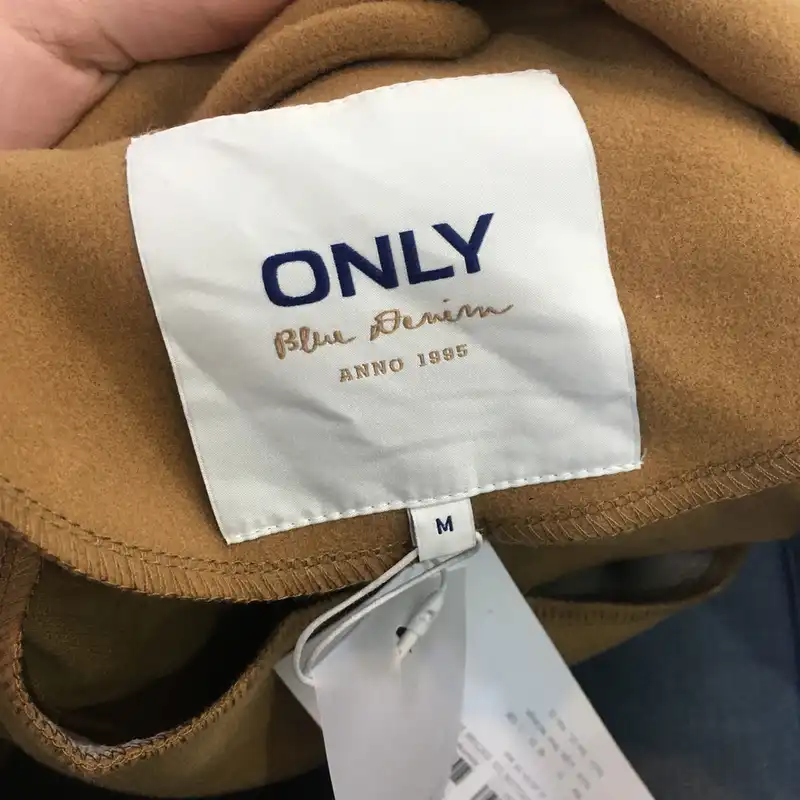 ONLY
Blue Denim
ANNO 1995
M